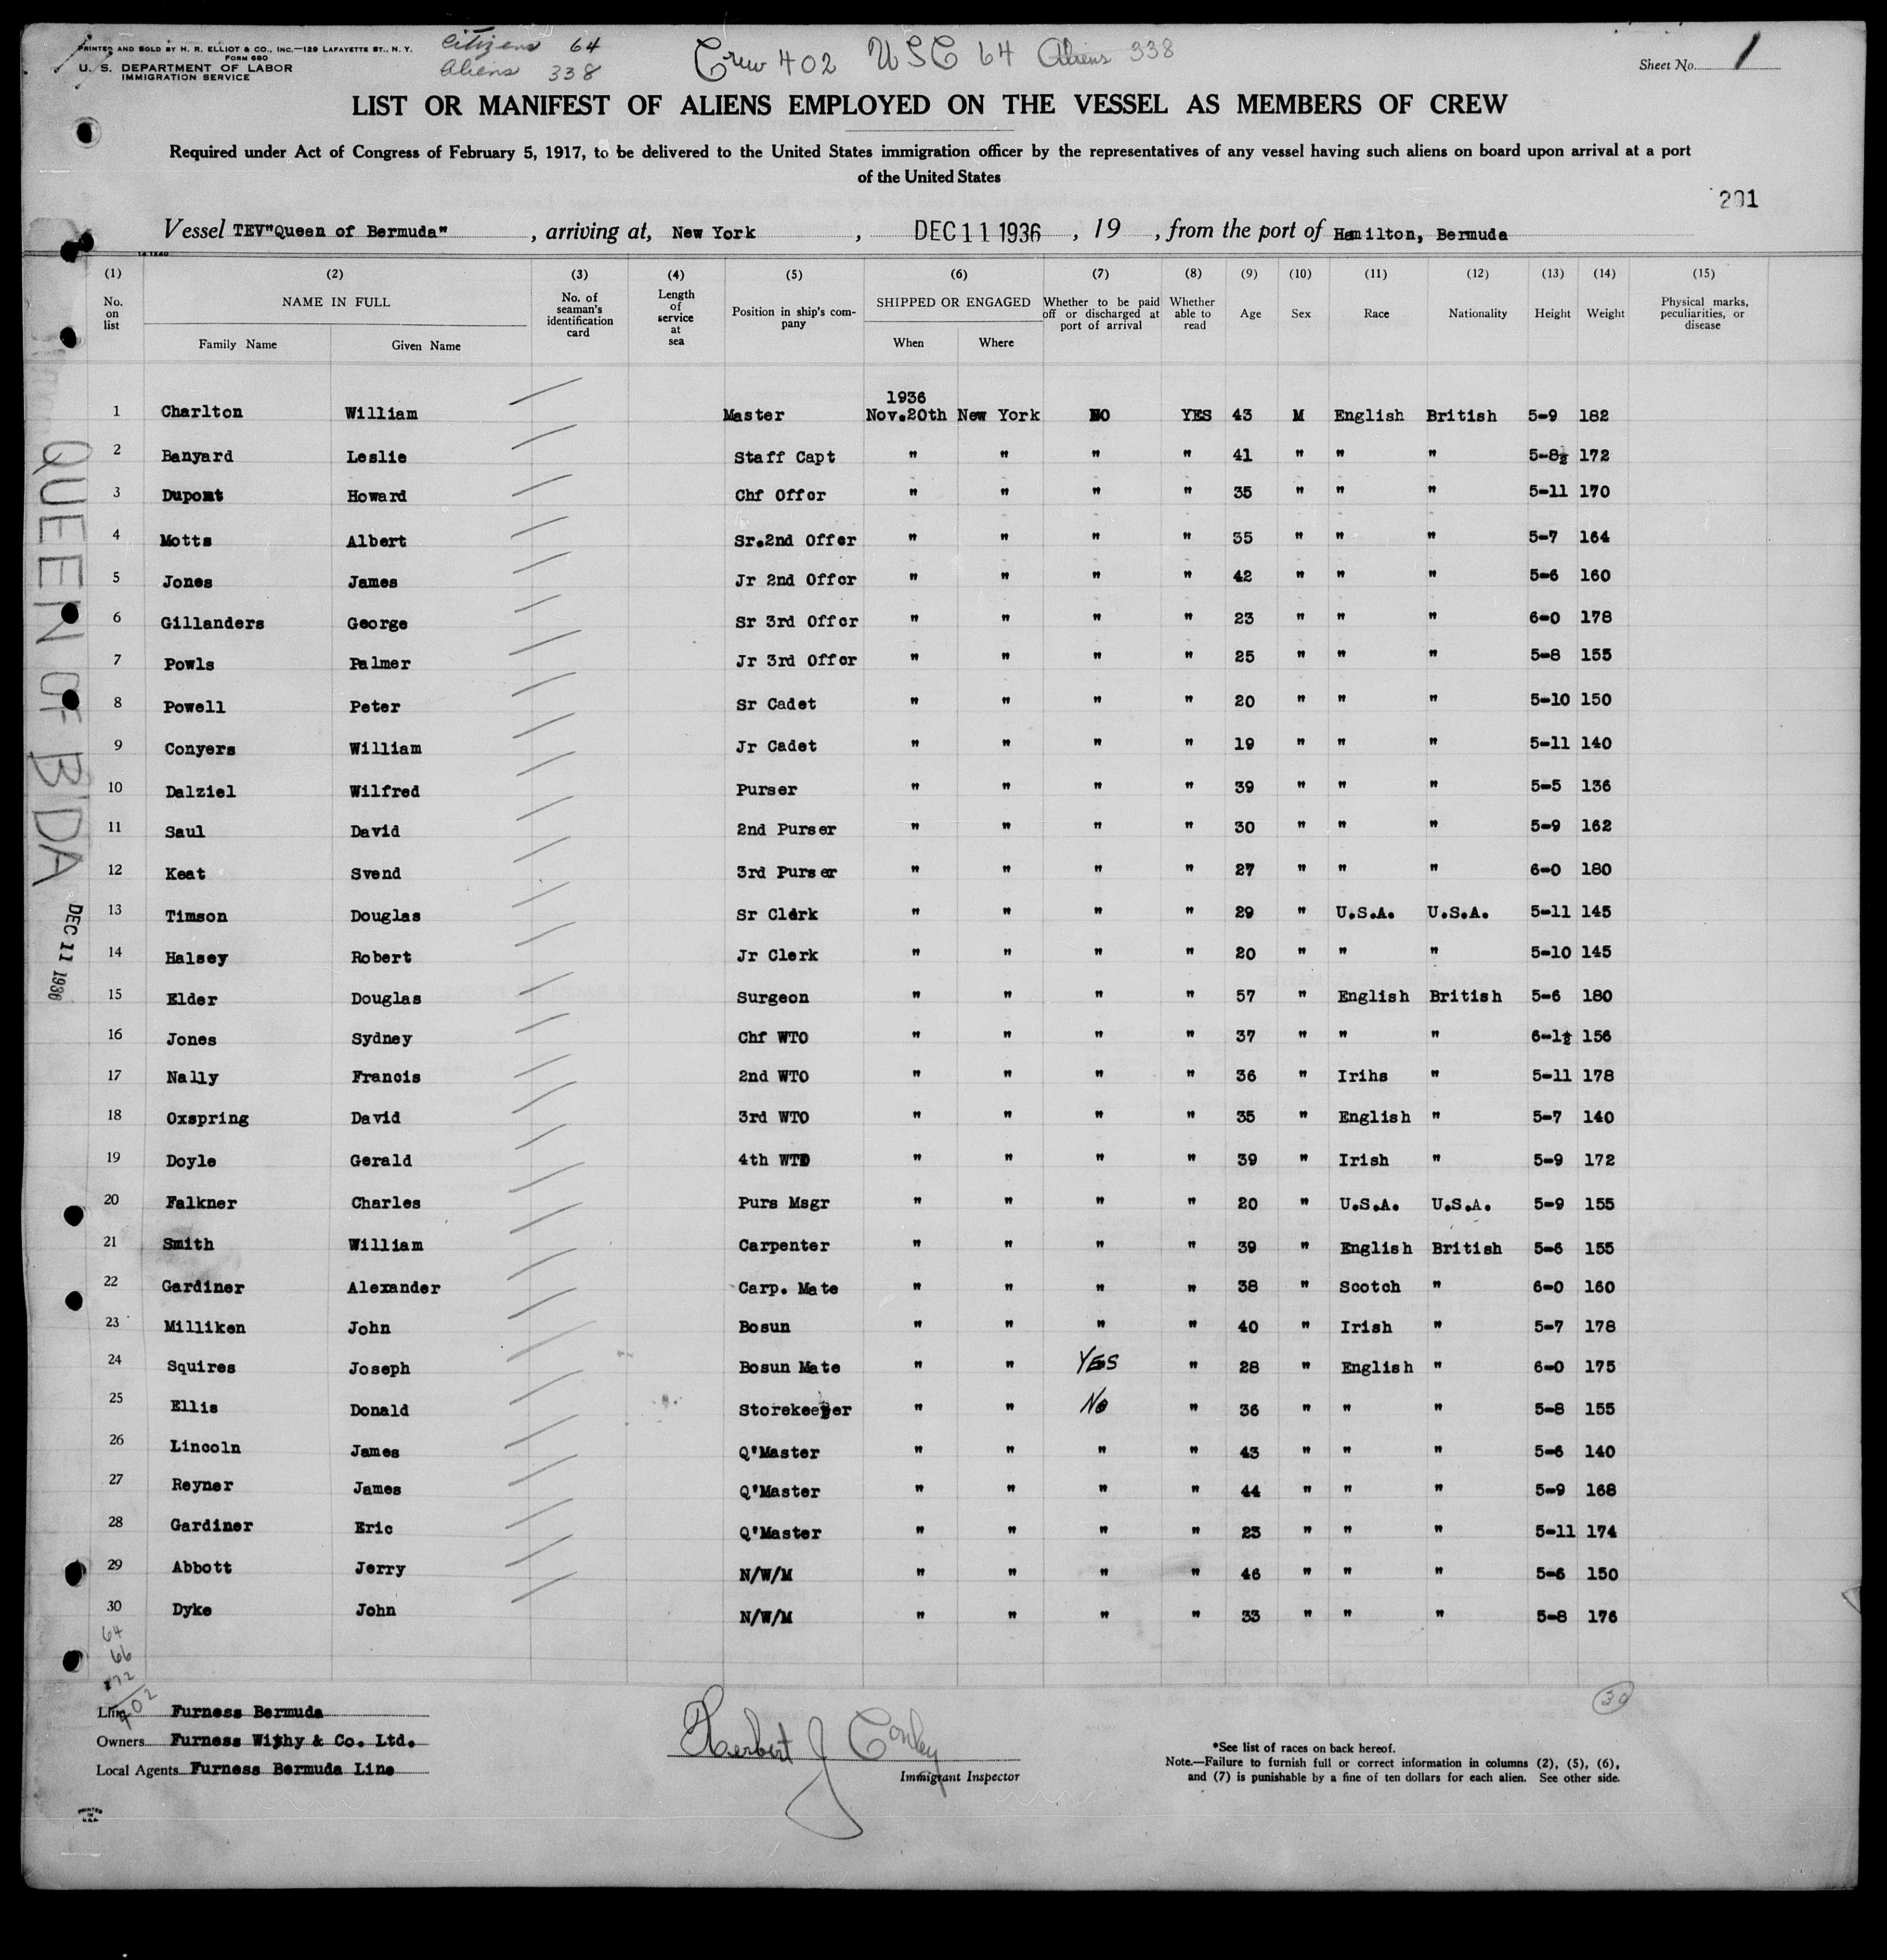 PRINTED AND SOLD BY H. R. ELLIOT & CO., INC.—129 LAFAYETTE ST., N. Y.
FORM 680
U. S. DEPARTMENT OF LABOR
IMMIGRATION SERVICE
Citizens 64
Aliens 338
Crew 402 USC 64 Aliens 338
Sheet No. 1
LIST OR MANIFEST OF ALIENS EMPLOYED ON THE VESSEL AS MEMBERS OF CREW
Required under Act of Congress of February 5, 1917, to be delivered to the United States immigration officer by the representatives of any vessel having such aliens on board upon arrival at a port
of the United States
201
Vessel TEV"Queen of Bermuda", arriving at, New York, DEC 11 1936, 19 , from the port of Hamilton, Bermuda
(1) (2) (3) (4) (5) (6) (7) (8) (9) (10) (11) (12) (13) (14) (15)
No. on list NAME IN FULL Family Name Given Name No. of seaman's identification card Length of service at sea Position in ship's company SHIPPED OR ENGAGED When Where Whether to be paid off or discharged at port of arrival Whether able to read Age Sex Race Nationality Height Weight Physical marks, peculiarities, or disease
1936
1 Charlton William Master Nov.20th New York NO YES 43 M English British 5-9 182
2 Banyard Leslie Staff Capt " " " " 41 " " " 5-8½ 172
3 Dupont Howard Chf Offcr " " " " 35 " " " 5-11 170
4 Motts Albert Sr.2nd Offcr " " " " 35 " " " 5-7 164
5 Jones James Jr 2nd Offcr " " " " 42 " " " 5-6 160
6 Gillanders George Sr 3rd Offcr " " " " 23 " " " 6-0 178
7 Powls Palmer Jr 3rd Offcr " " " " 25 " " " 5-8 155
8 Powell Peter Sr Cadet " " " " 20 " " " 5-10 150
9 Conyers William Jr Cadet " " " " 19 " " " 5-11 140
10 Dalziel Wilfred Purser " " " " 39 " " " 5-5 136
11 Saul David 2nd Purser " " " " 30 " " " 5-9 162
12 Keat Svend 3rd Purser " " " " 27 " " " 6-0 180
13 Timson Douglas Sr Clerk " " " " 29 " U.S.A. U.S.A. 5-11 145
14 Halsey Robert Jr Clerk " " " " 20 " " " 5-10 145
15 Elder Douglas Surgeon " " " " 57 " English British 5-6 180
16 Jones Sydney Chf WTO " " " " 37 " " " 6-1½ 156
17 Nally Francis 2nd WTO " " " " 36 " Irihs " 5-11 178
18 Oxspring David 3rd WTO " " " " 35 " English " 5-7 140
19 Doyle Gerald 4th WTO " " " " 39 " Irish " 5-9 172
20 Falkner Charles Purs Msgr " " " " 20 " U.S.A. U.S.A. 5-9 155
21 Smith William Carpenter " " " " 39 " English British 5-6 155
22 Gardiner Alexander Carp. Mate " " " " 38 " Scotch " 6-0 160
23 Milliken John Bosun " " " " 40 " Irish " 5-7 178
24 Squires Joseph Bosun Mate " " YES " 28 " English " 6-0 175
25 Ellis Donald Storekeeper " " No " 36 " " " 5-8 155
26 Lincoln James Q'Master " " " " 43 " " " 5-6 140
27 Reyner James Q'Master " " " " 44 " " " 5-9 168
28 Gardiner Eric Q'Master " " " " 23 " " " 5-11 174
29 Abbott Jerry N/W/M " " " " 46 " " " 5-6 150
30 Dyke John N/W/M " " " " 33 " " " 5-8 176
64
66
272
402
30
Line Furness Bermuda
Owners Furness Withy & Co. Ltd.
Local Agents Furness Bermuda Line
Herbert J Conley
Immigrant Inspector
*See list of races on back hereof.
Note.—Failure to furnish full or correct information in columns (2), (5), (6),
and (7) is punishable by a fine of ten dollars for each alien. See other side.
PRINTED
IN
U.S.A.
QUEEN OF B'DA
DEC 11 1936